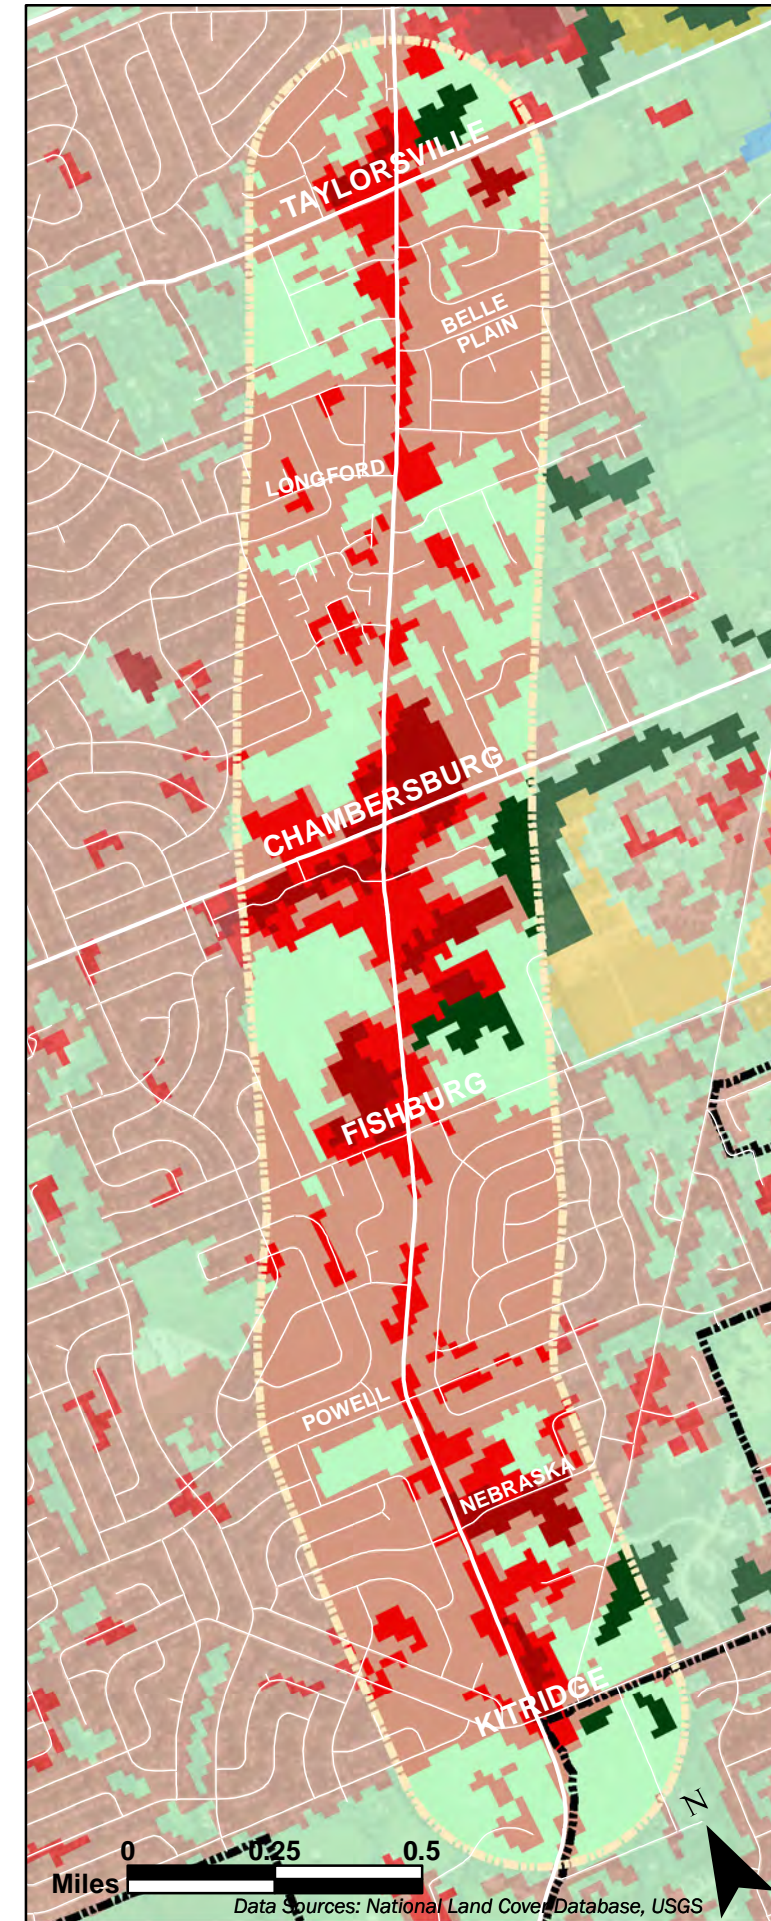 TAYLORSVILLE
BELLE
PLAIN
LONGFORD
CHAMBERSBURG
FISHBURG
POWELL
NEBRASKA
KITRIDGE
N
0 0.25 0.5
Miles
Data Sources: National Land Cover Database, USGS